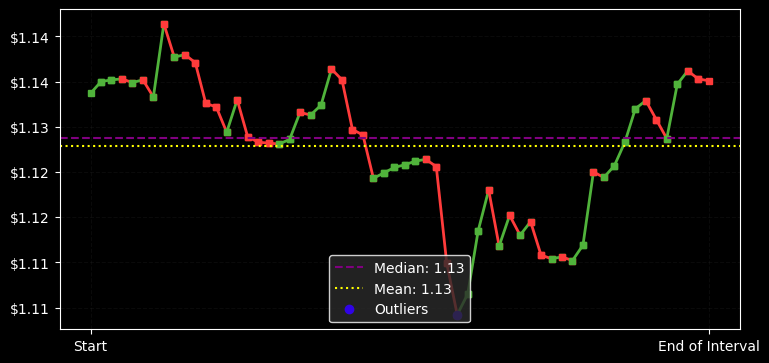 $1.14
$1.14
$1.13
$1.12
$1.12
$1.11
$1.11
Median: 1.13
Mean: 1.13
Outliers
Start
End of Interval